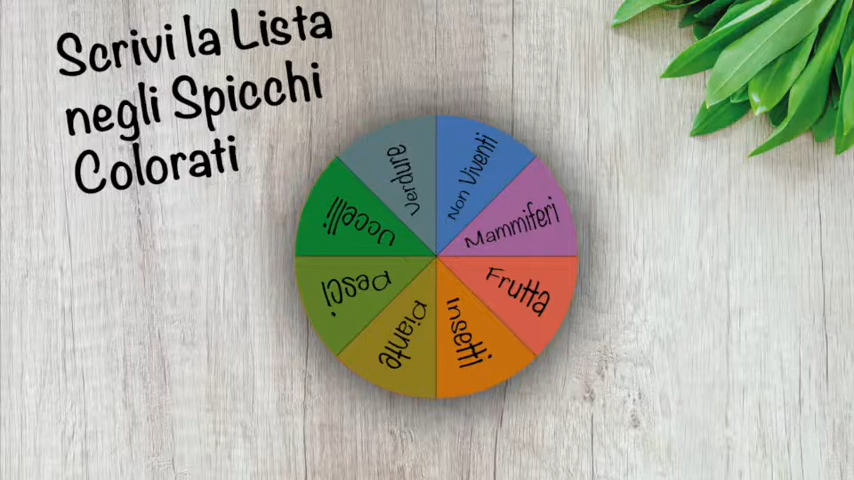 Scrivi la Lista
negli Spicchi
Colorati
Non Viventi
Mammiferi
Frutta
Insetti
Piante
Pesci
Uccelli
Verdure